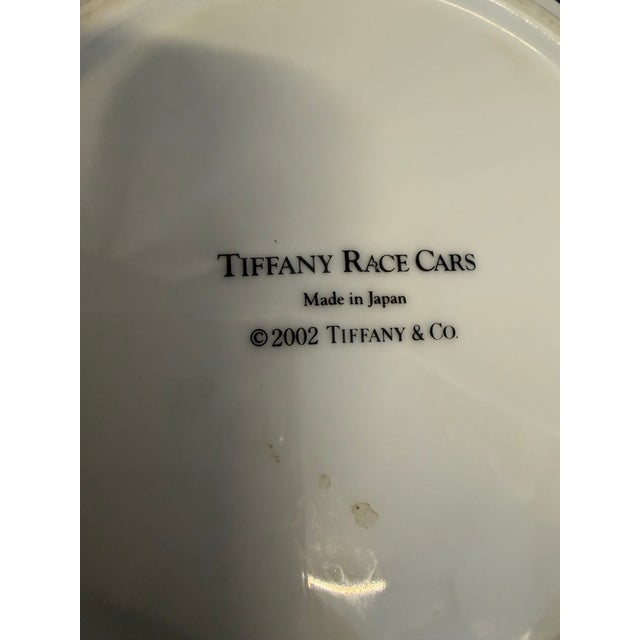 TIFFANY RACE CARS
Made in Japan
© 2002 TIFFANY & CO.